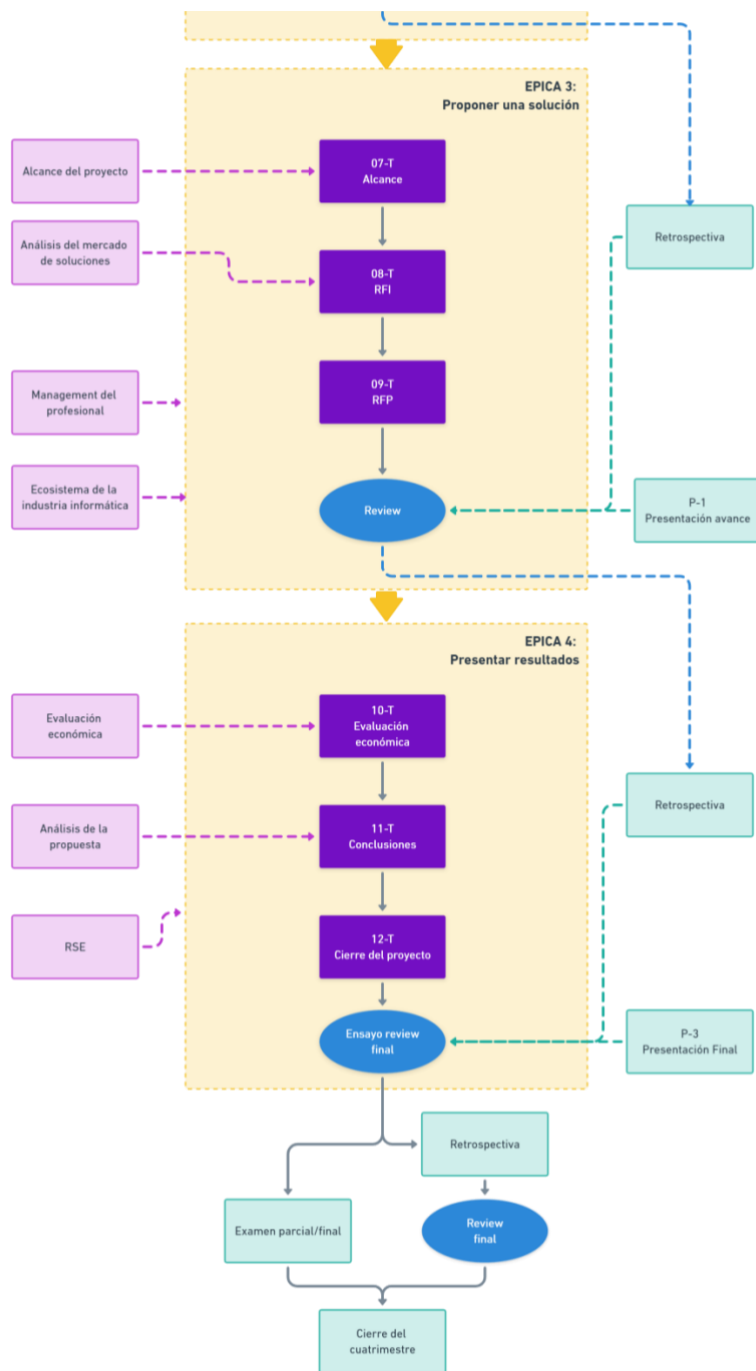 EPICA 3:
Proponer una solución
Alcance del proyecto
07-T
Alcance
Retrospectiva
Análisis del mercado
de soluciones
08-T
RFI
Management del
profesional
09-T
RFP
Ecosistema de la
industria informática
Review
P-1
Presentación avance
EPICA 4:
Presentar resultados
Evaluación
económica
10-T
Evaluación
económica
Retrospectiva
Análisis de la
propuesta
11-T
Conclusiones
RSE
12-T
Cierre del proyecto
Ensayo review
final
P-3
Presentación Final
Retrospectiva
Examen parcial/final
Review
final
Cierre del
cuatrimestre